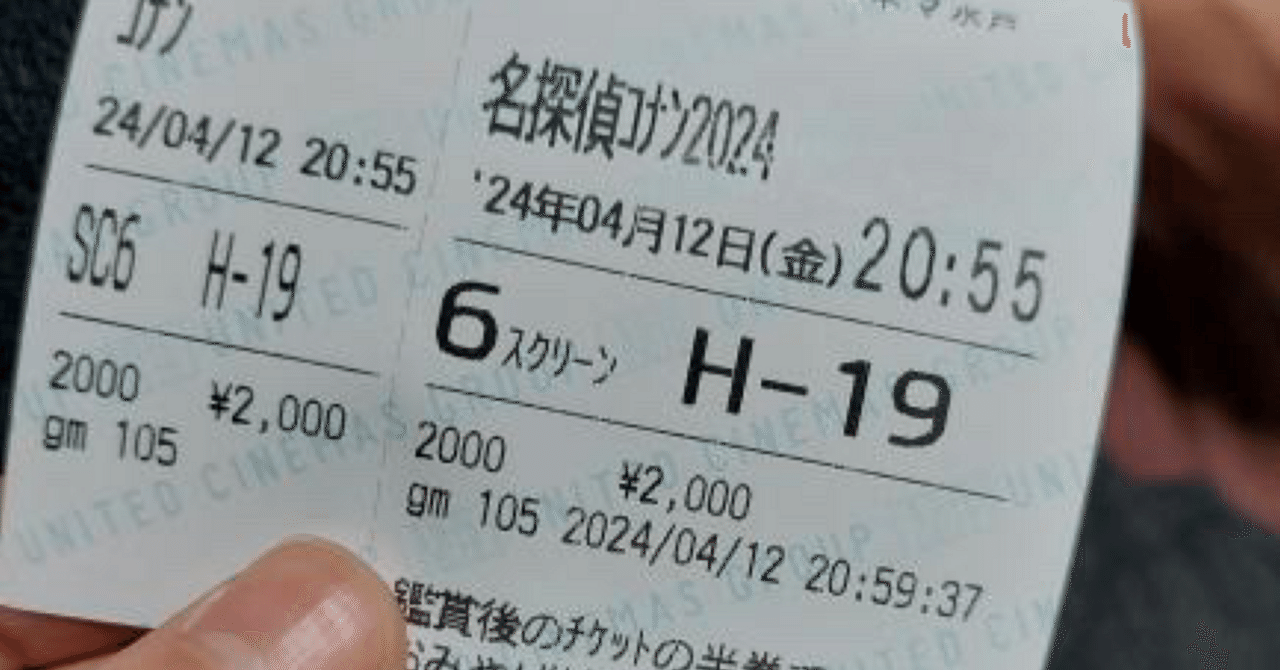 コナン
24/04/12 20:55
SC6 H-19
2000 ¥2,000
gm 105
水戸
名探偵コナン2024
'24年04月12日(金)20:55
6スクリーン H-19
2000 ¥2,000
gm 105 2024/04/12 20:59:37
鑑賞後のチケットの半券
UNITED CINEMAS GROUP